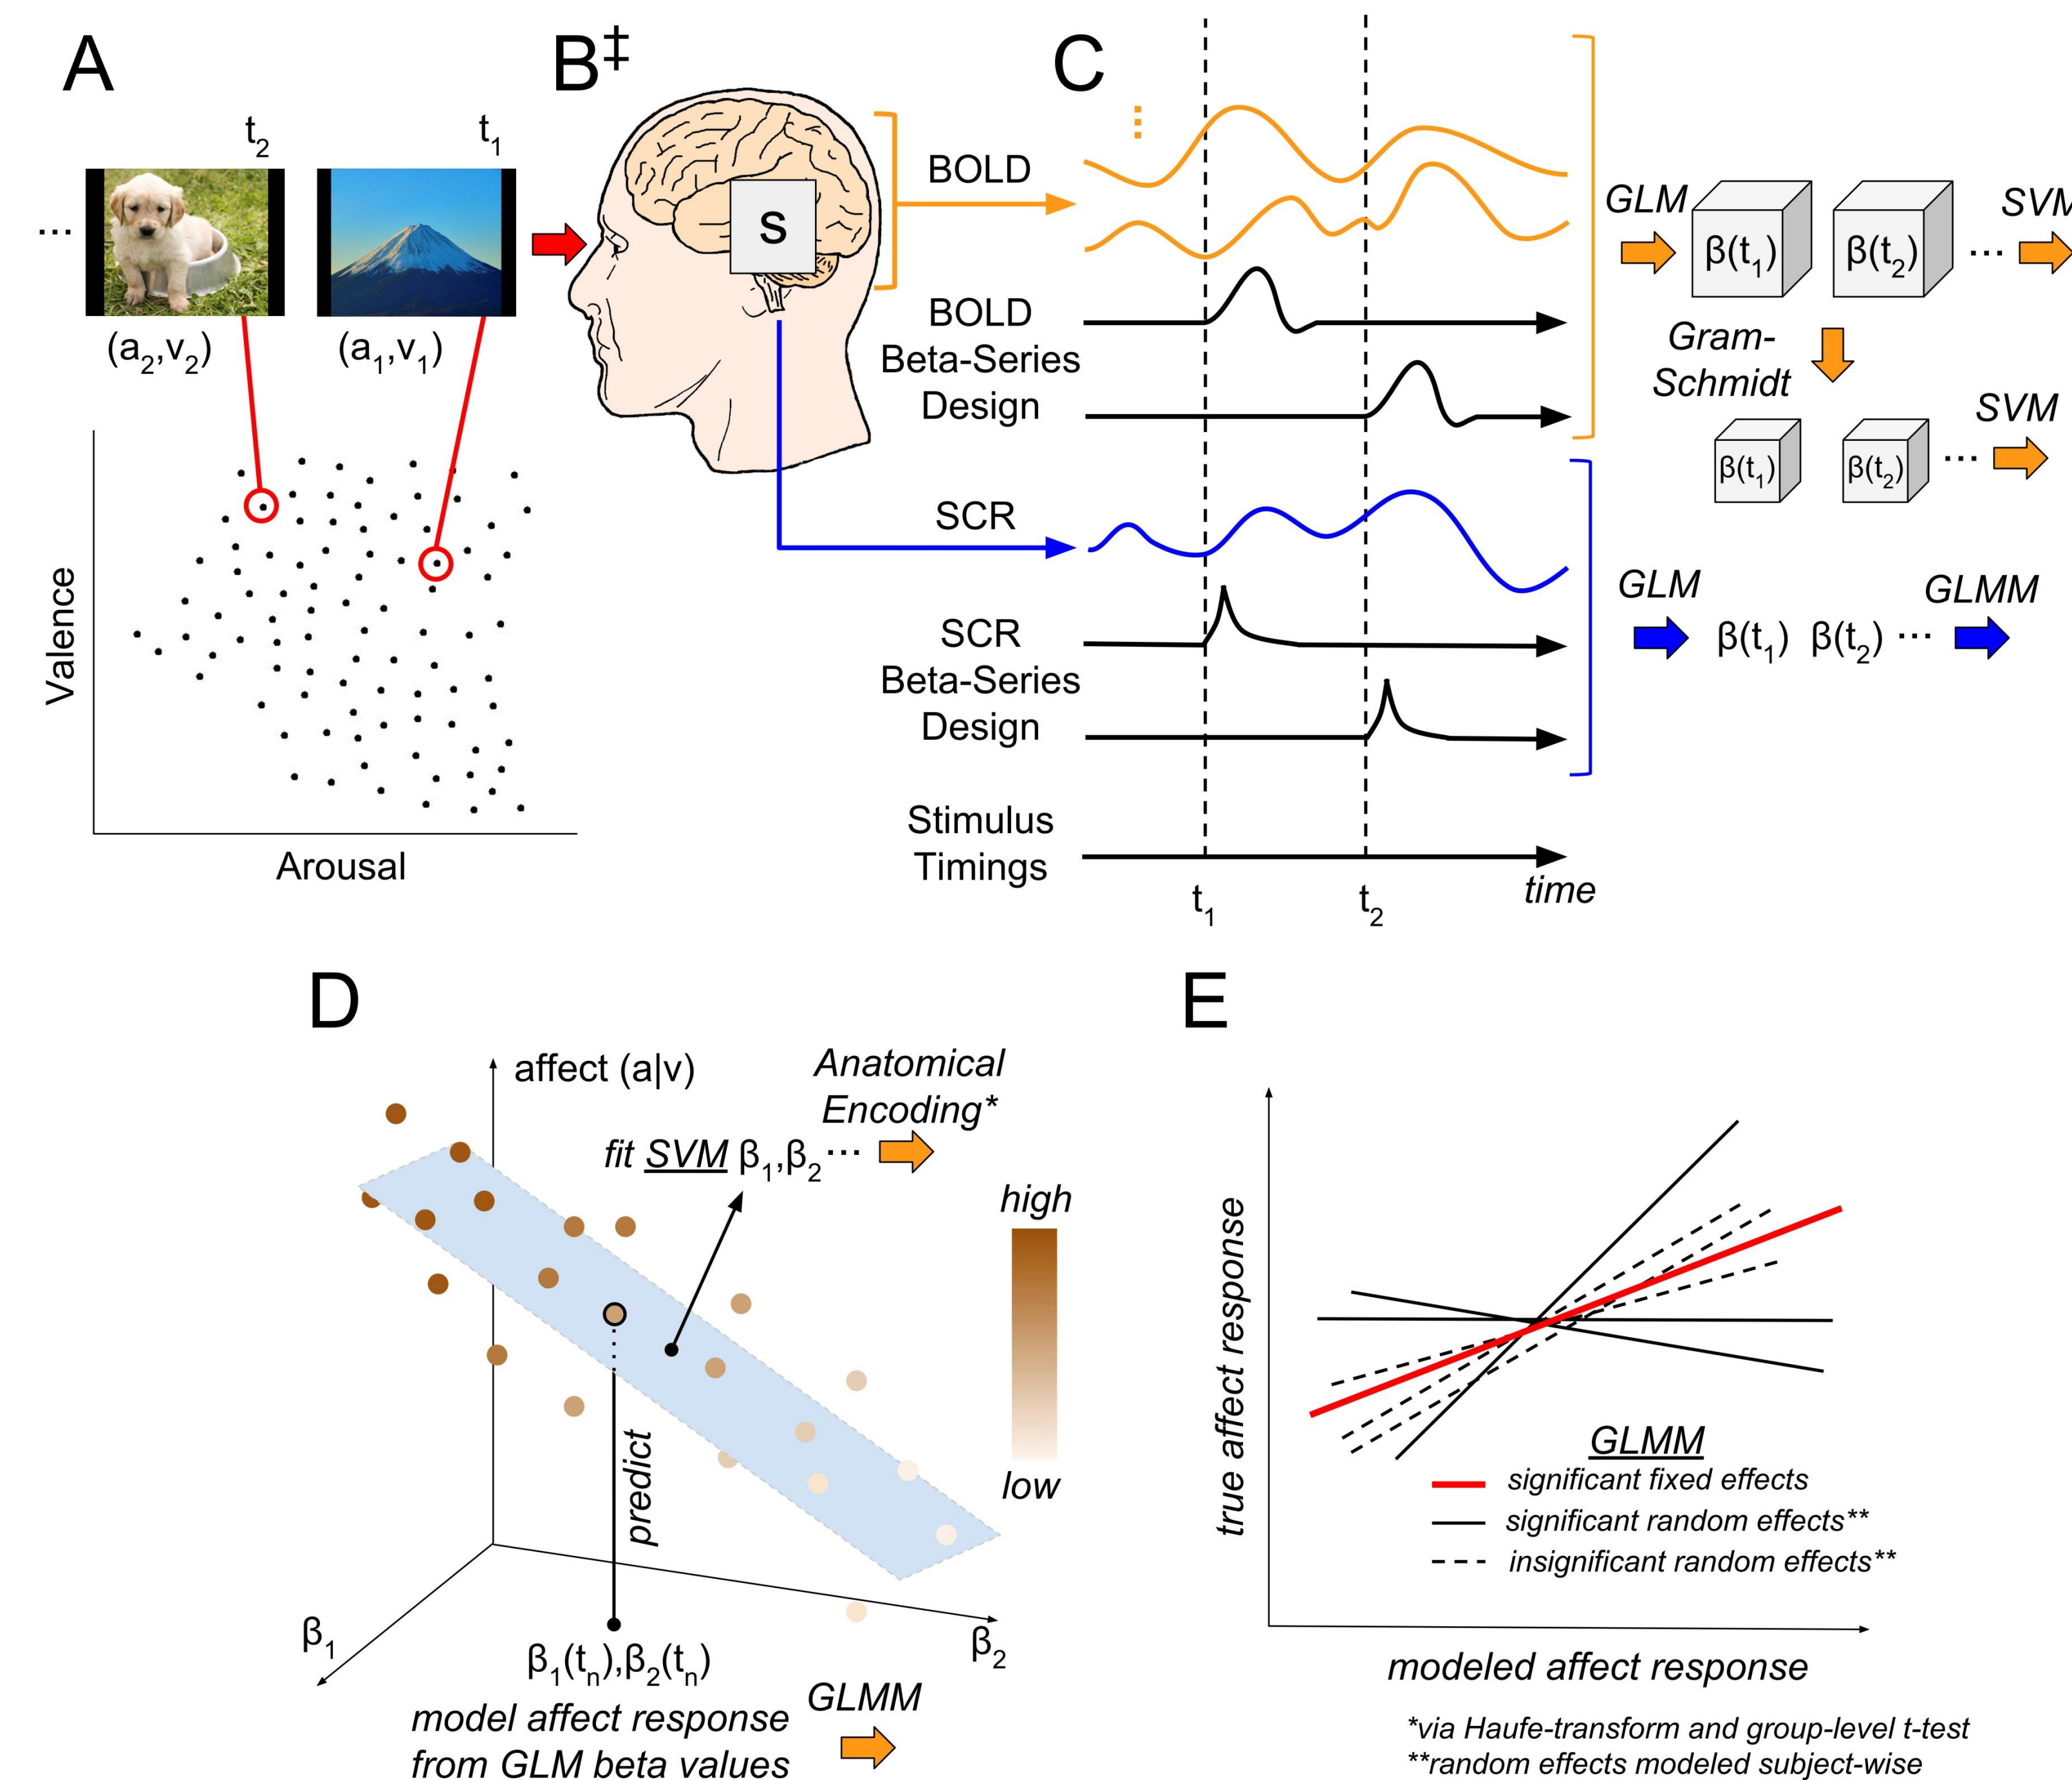 A
t2
t1
...
(a2,v2)
(a1,v1)
Valence
Arousal
B‡
S
C
BOLD
BOLD
Beta-Series
Design
SCR
SCR
Beta-Series
Design
Stimulus
Timings
t1
t2
time
GLM
β(t1)
β(t2)
...
SVM
Gram-
Schmidt
β(t1)
β(t2)
...
SVM
GLM
β(t1) β(t2) ...
GLMM
D
affect (a|v)
Anatomical
Encoding*
fit SVM β1,β2 ...
high
low
predict
β1
β2
β1(tn),β2(tn)
model affect response
from GLM beta values
GLMM
E
true affect response
GLMM
significant fixed effects
significant random effects**
insignificant random effects**
modeled affect response
*via Haufe-transform and group-level t-test
**random effects modeled subject-wise